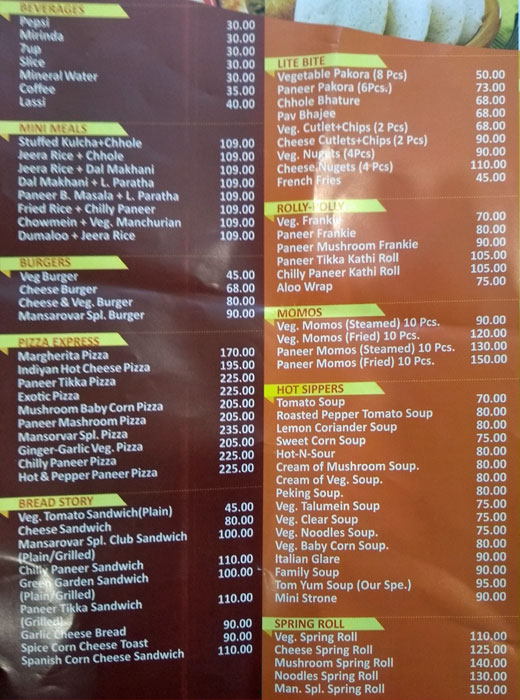 BEVERAGES
Pepsi 30.00
Mirinda 30.00
7up 30.00
Slice 30.00
Mineral Water 30.00
Coffee 35.00
Lassi 40.00
MINI MEALS
Stuffed Kulcha+Chhole 109.00
Jeera Rice + Chhole 109.00
Jeera Rice + Dal Makhani 109.00
Dal Makhani + L. Paratha 109.00
Paneer B. Masala + L. Paratha 109.00
Fried Rice + Chilly Paneer 109.00
Chowmein + Veg. Manchurian 109.00
Dumaloo + Jeera Rice 109.00
BURGERS
Veg Burger 45.00
Cheese Burger 68.00
Cheese & Veg. Burger 80.00
Mansarovar Spl. Burger 90.00
PIZZA EXPRESS
Margherita Pizza 170.00
Indiyan Hot Cheese Pizza 195.00
Paneer Tikka Pizza 225.00
Exotic Pizza 225.00
Mushroom Baby Corn Pizza 205.00
Paneer Mashroom Pizza 205.00
Mansorvar Spl. Pizza 235.00
Ginger-Garlic Veg. Pizza 205.00
Chilly Paneer Pizza 225.00
Hot & Pepper Paneer Pizza 225.00
BREAD STORY
Veg. Tomato Sandwich(Plain) 45.00
Cheese Sandwich 80.00
Mansarovar Spl. Club Sandwich 100.00
(Plain/Grilled)
Chilly Paneer Sandwich 110.00
Green Garden Sandwich 100.00
(Plain/Grilled)
Paneer Tikka Sandwich 110.00
(Grilled)
Garlic Cheese Bread 90.00
Spice Corn Cheese Toast 90.00
Spanish Corn Cheese Sandwich 110.00
LITE BITE
Vegetable Pakora (8 Pcs) 50.00
Paneer Pakora (6Pcs.) 73.00
Chhole Bhature 68.00
Pav Bhajee 68.00
Veg. Cutlet+Chips (2 Pcs) 68.00
Cheese Cutlets+Chips (2 Pcs) 90.00
Veg. Nugets (4Pcs) 90.00
Cheese Nugets (4 Pcs) 110.00
French Fries 45.00
ROLLY-POLLY
Veg. Frankie 70.00
Paneer Frankie 80.00
Paneer Mushroom Frankie 90.00
Paneer Tikka Kathi Roll 105.00
Chilly Paneer Kathi Roll 105.00
Aloo Wrap 75.00
MOMOS
Veg. Momos (Steamed) 10 Pcs. 90.00
Veg. Momos (Fried) 10 Pcs. 120.00
Paneer Momos (Steamed) 10 Pcs. 130.00
Paneer Momos (Fried) 10 Pcs. 150.00
HOT SIPPERS
Tomato Soup 70.00
Roasted Pepper Tomato Soup 80.00
Lemon Coriander Soup 80.00
Sweet Corn Soup 75.00
Hot-N-Sour 80.00
Cream of Mushroom Soup. 80.00
Cream of Veg. Soup. 80.00
Peking Soup. 80.00
Veg. Talumein Soup 75.00
Veg. Clear Soup 75.00
Veg. Noodles Soup. 75.00
Veg. Baby Corn Soup. 80.00
Italian Glare 90.00
Family Soup 90.00
Tom Yum Soup (Our Spe.) 95.00
Mini Strone 90.00
SPRING ROLL
Veg. Spring Roll 110.00
Cheese Spring Roll 125.00
Mushroom Spring Roll 140.00
Noodles Spring Roll 130.00
Man. Spl. Spring Roll 150.00